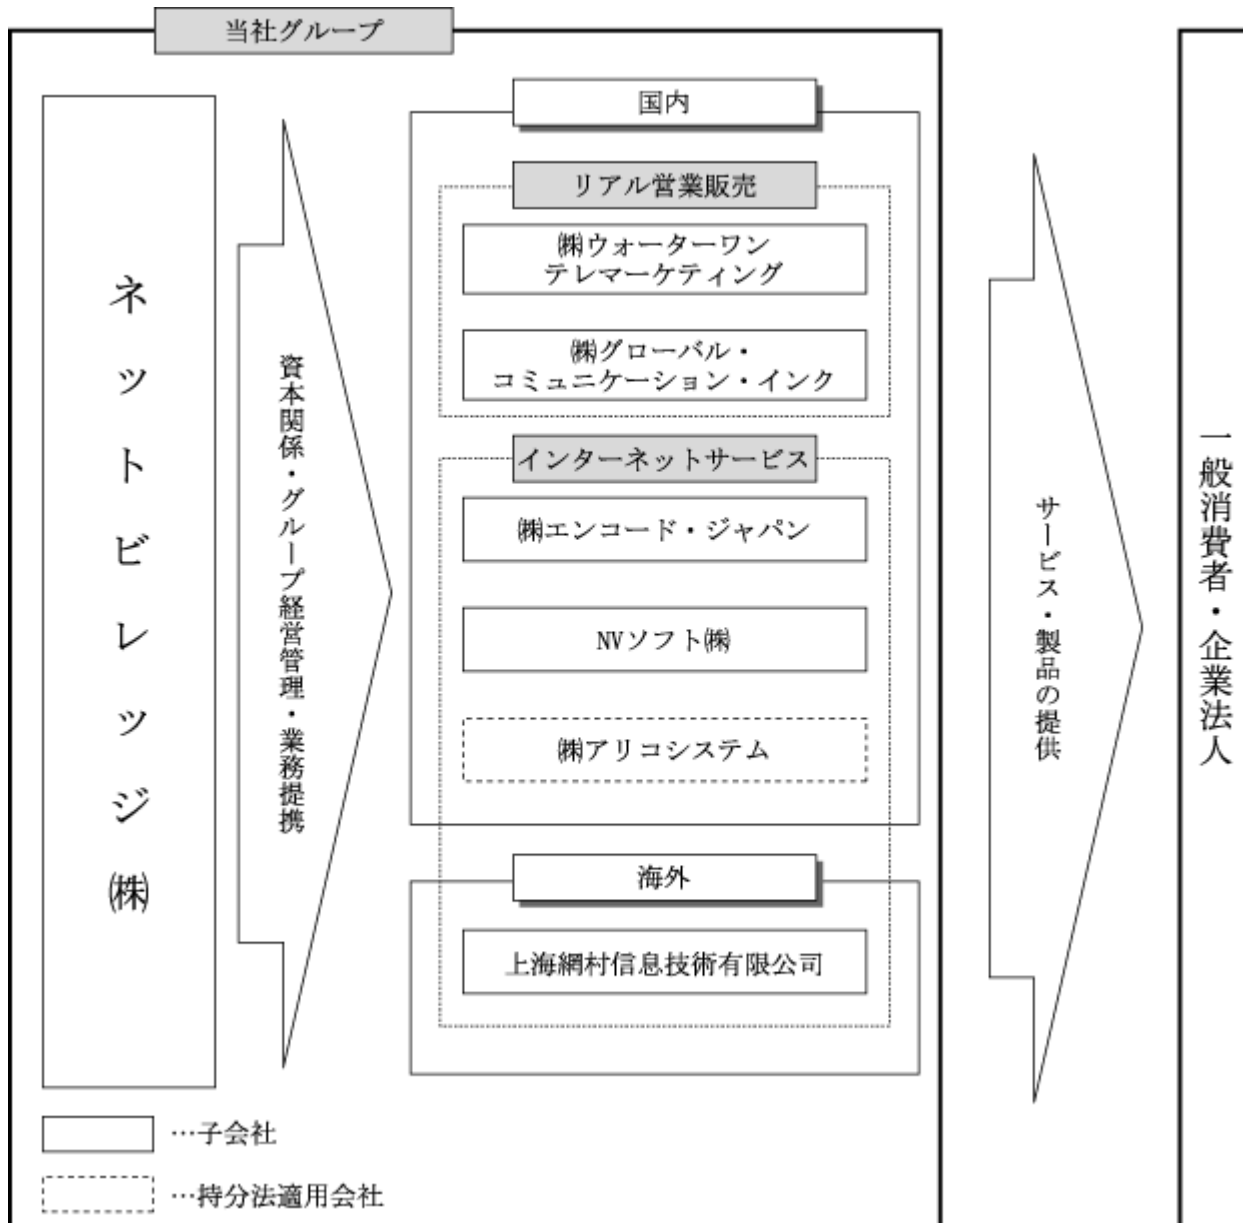 当社グループ
ネットビレッジ㈱
資本関係・グループ経営管理・業務提携
国内
リアル営業販売
㈱ウォーターワン
テレマーケティング
㈱グローバル・
コミュニケーション・インク
インターネットサービス
㈱エンコード・ジャパン
NVソフト㈱
㈱アリコシステム
海外
上海網村信息技術有限公司
サービス・製品の提供
一般消費者・企業法人
…子会社
…持分法適用会社